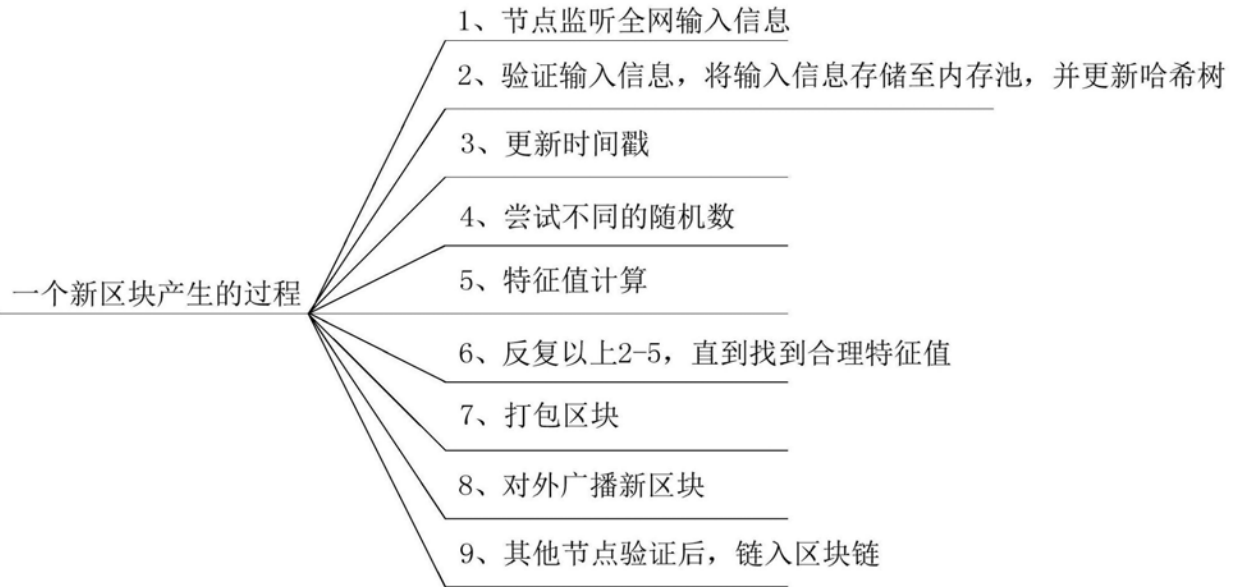 1、节点监听全网输入信息
2、验证输入信息，将输入信息存储至内存池，并更新哈希树
3、更新时间戳
4、尝试不同的随机数
5、特征值计算
一个新区块产生的过程
6、反复以上2-5，直到找到合理特征值
7、打包区块
8、对外广播新区块
9、其他节点验证后，链入区块链